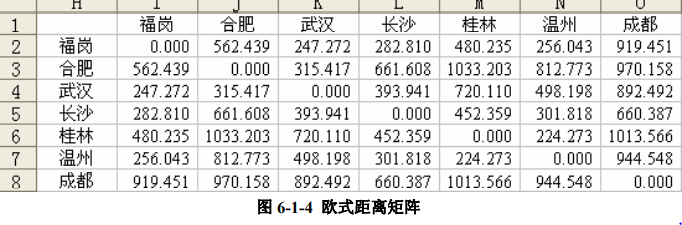 H I J K L M N O
1 福岗 合肥 武汉 长沙 桂林 温州 成都
2 福岗 0.000 562.439 247.272 282.810 480.235 256.043 919.451
3 合肥 562.439 0.000 315.417 661.608 1033.203 812.773 970.158
4 武汉 247.272 315.417 0.000 393.941 720.110 498.198 892.492
5 长沙 282.810 661.608 393.941 0.000 452.359 301.818 660.387
6 桂林 480.235 1033.203 720.110 452.359 0.000 224.273 1013.566
7 温州 256.043 812.773 498.198 301.818 224.273 0.000 944.548
8 成都 919.451 970.158 892.492 660.387 1013.566 944.548 0.000
图 6-1-4 欧式距离矩阵